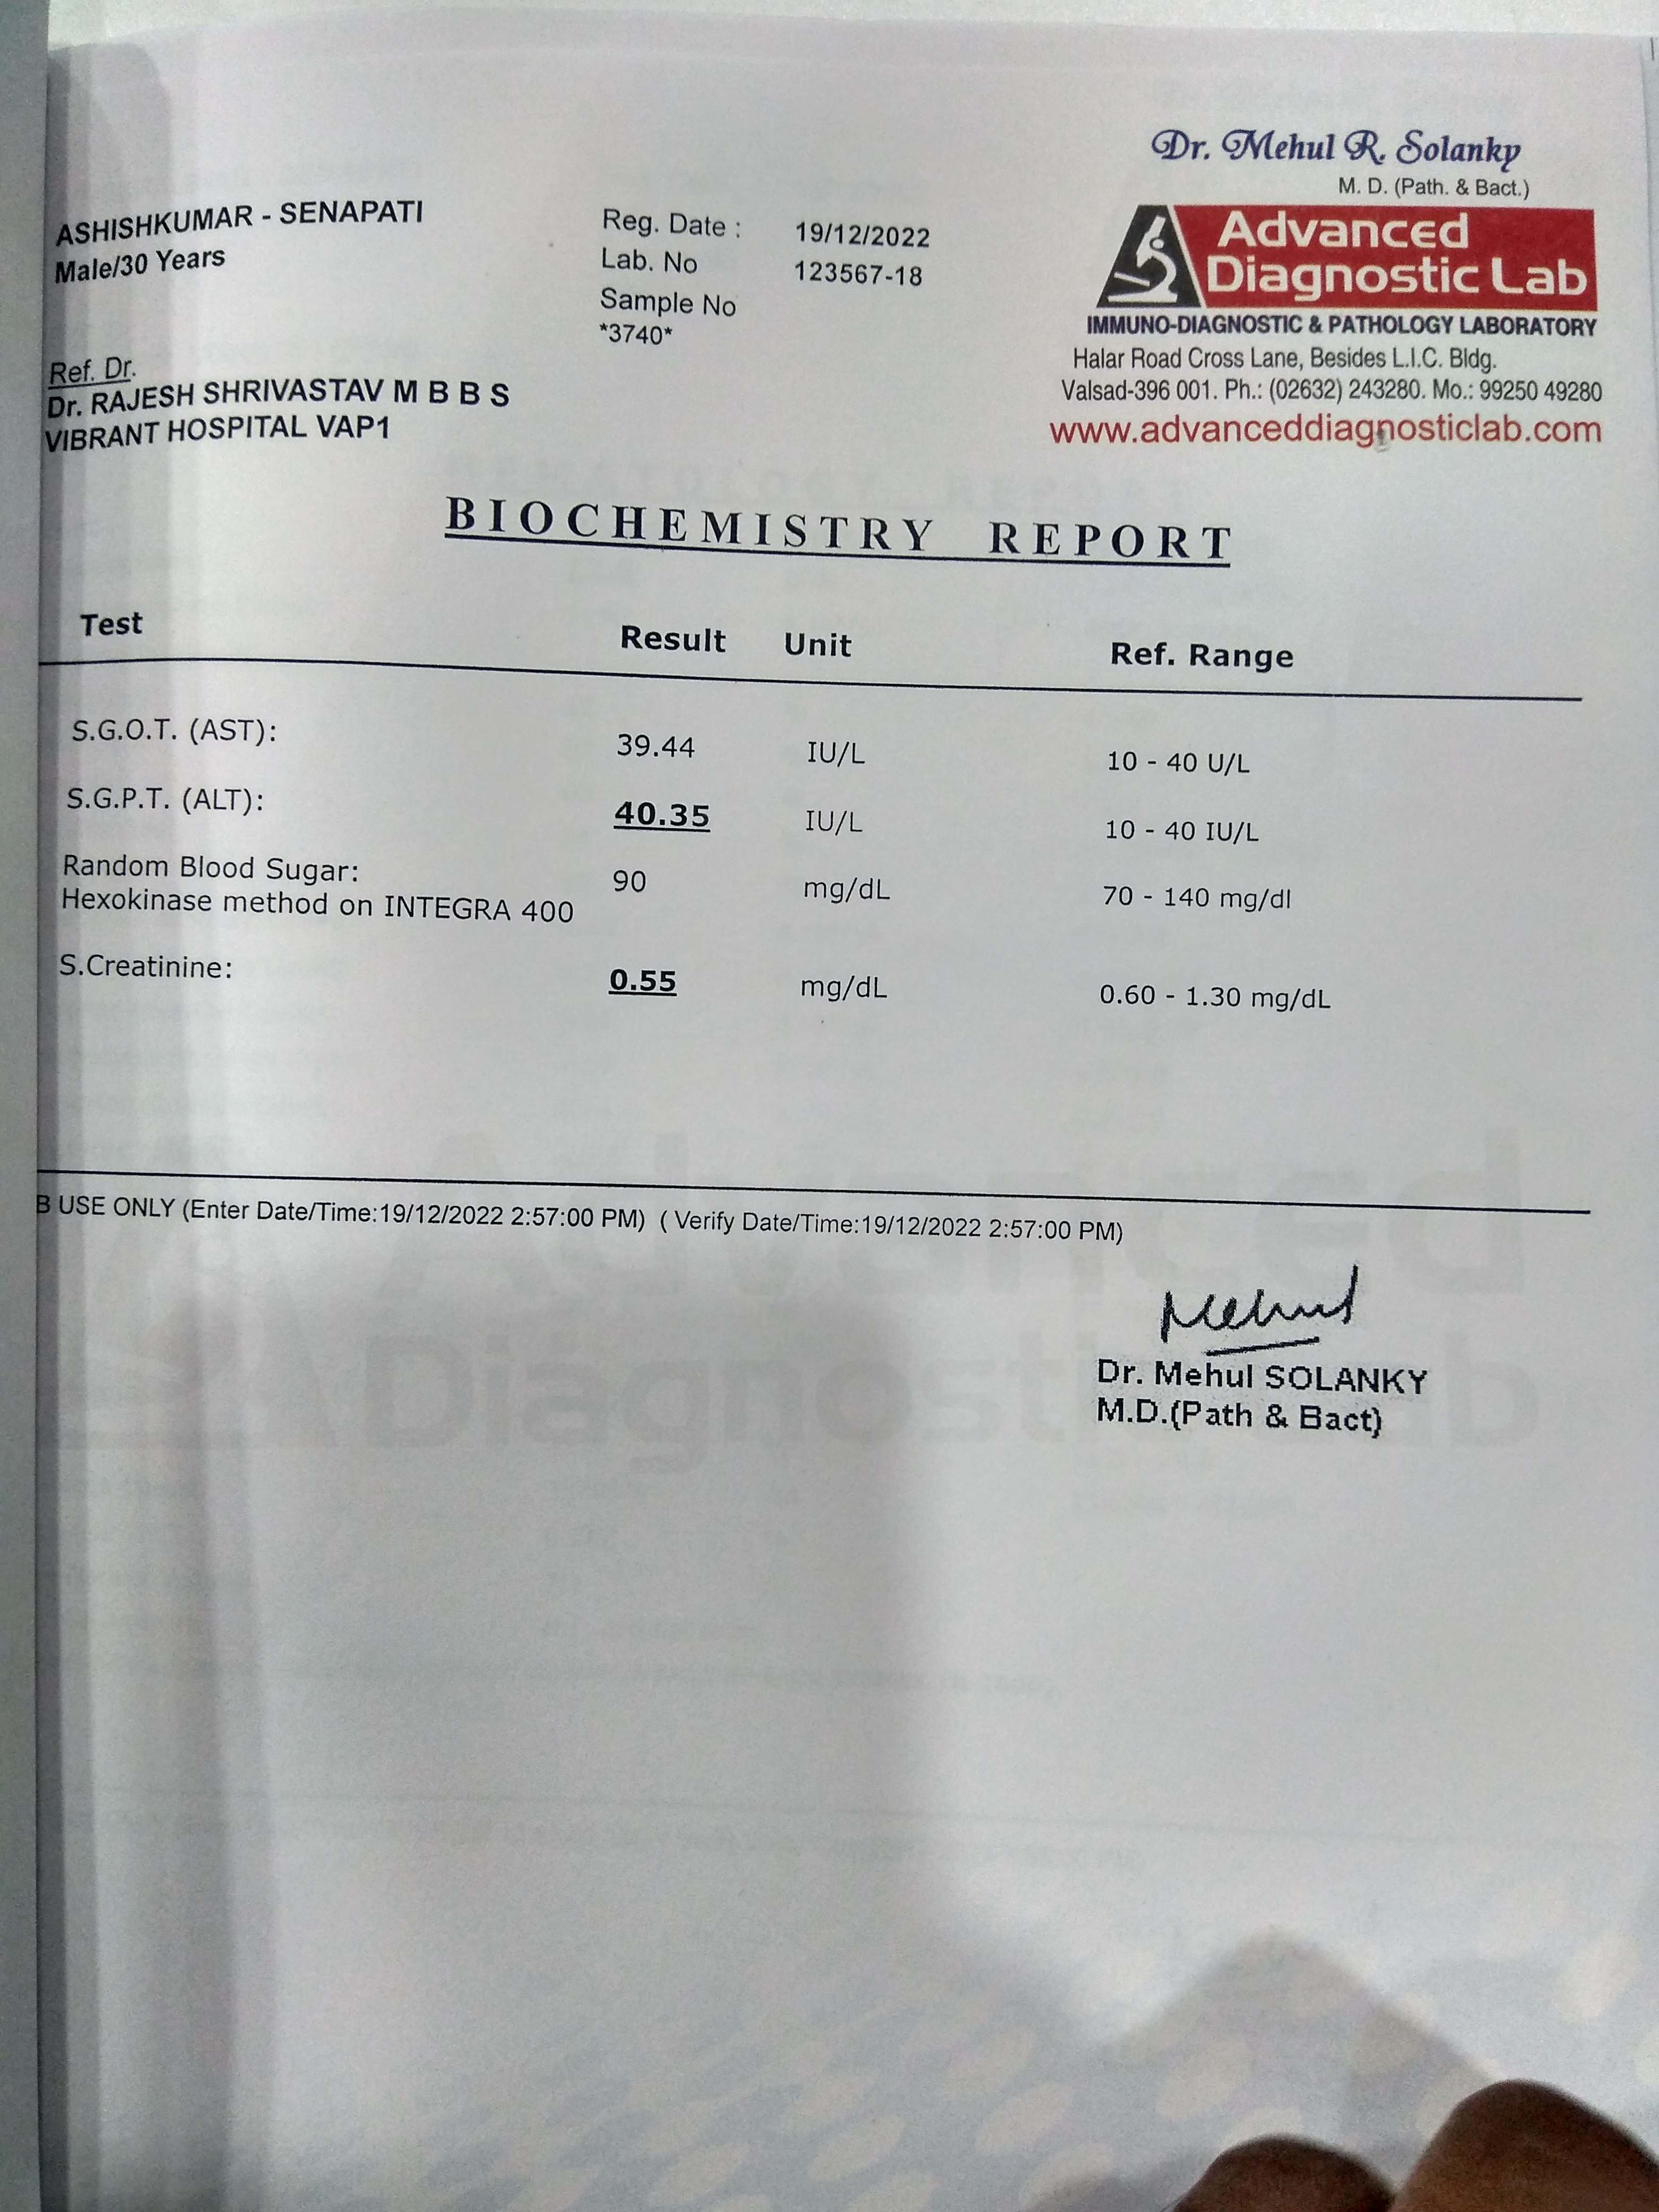 Dr. Mehul R. Solanky
M. D. (Path. & Bact.)
Advanced
Diagnostic Lab
IMMUNO-DIAGNOSTIC & PATHOLOGY LABORATORY
Halar Road Cross Lane, Besides L.I.C. Bldg.
Valsad-396 001. Ph.: (02632) 243280. Mo.: 99250 49280
www.advanceddiagnosticlab.com
ASHISHKUMAR - SENAPATI
Male/30 Years
Reg. Date : 19/12/2022
Lab. No 123567-18
Sample No
*3740*
Ref. Dr.
Dr. RAJESH SHRIVASTAV M B B S
VIBRANT HOSPITAL VAP1
BIOCHEMISTRY REPORT
Test Result Unit Ref. Range
S.G.O.T. (AST): 39.44 IU/L 10 - 40 U/L
S.G.P.T. (ALT): 40.35 IU/L 10 - 40 IU/L
Random Blood Sugar: 90 mg/dL 70 - 140 mg/dl
Hexokinase method on INTEGRA 400
S.Creatinine: 0.55 mg/dL 0.60 - 1.30 mg/dL
B USE ONLY (Enter Date/Time:19/12/2022 2:57:00 PM) ( Verify Date/Time:19/12/2022 2:57:00 PM)
Mehul
Dr. Mehul SOLANKY
M.D.(Path & Bact)
Advanced
Diagnostic Lab